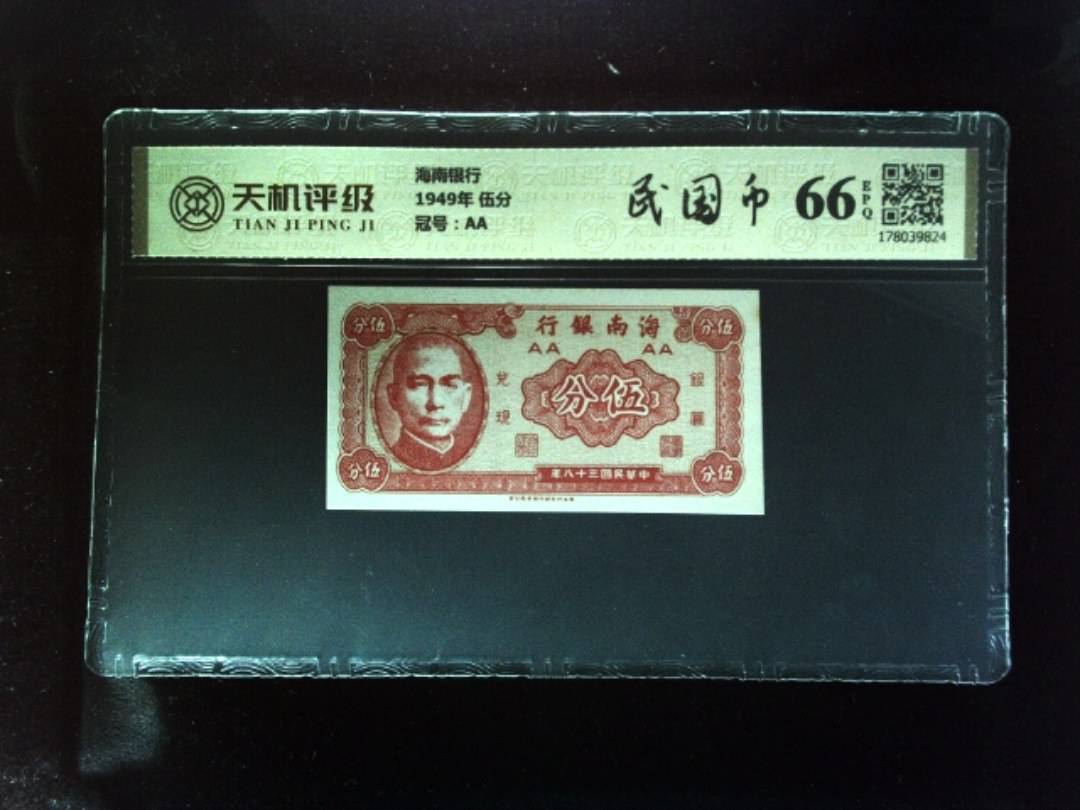 天机评级
TIAN JI PING JI
海南银行
1949年 伍分
冠号：AA
民国币
66
EPQ
178039824
行銀南海
分伍
分伍
AA
AA
兌現
分伍
銀圓
分伍
分伍
年八十三國民華中